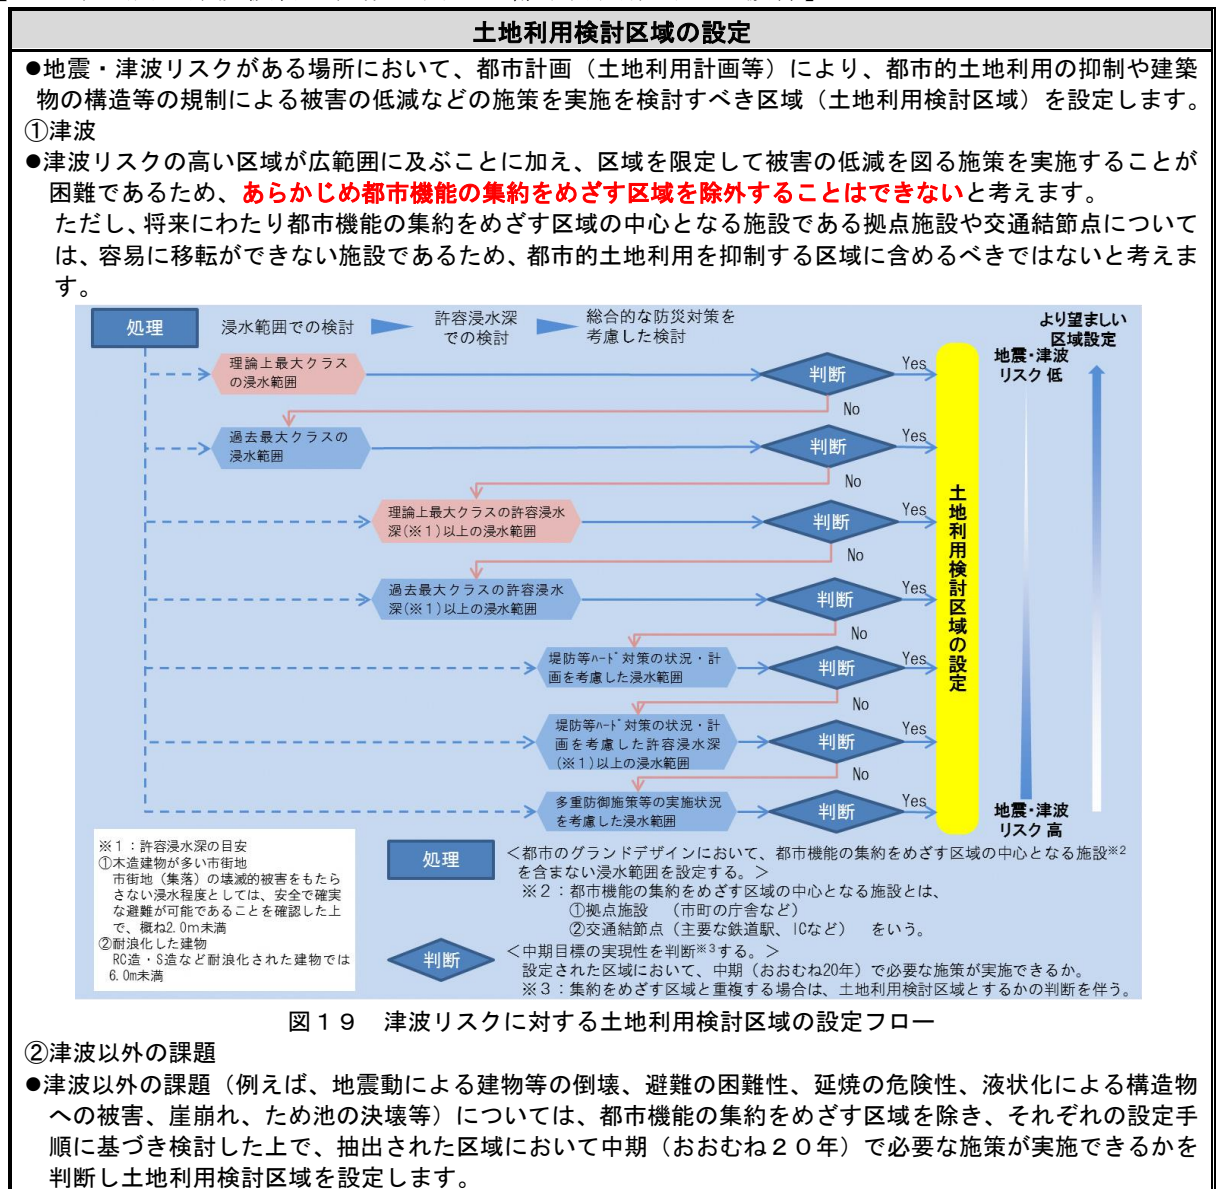 土地利用検討区域の設定
●地震・津波リスクがある場所において、都市計画（土地利用計画等）により、都市的土地利用の抑制や建築
物の構造等の規制による被害の低減などの施策を実施を検討すべき区域（土地利用検討区域）を設定します。
①津波
●津波リスクの高い区域が広範囲に及ぶことに加え、区域を限定して被害の低減を図る施策を実施することが
困難であるため、あらかじめ都市機能の集約をめざす区域を除外することはできないと考えます。
ただし、将来にわたり都市機能の集約をめざす区域の中心となる施設である拠点施設や交通結節点について
は、容易に移転ができない施設であるため、都市的土地利用を抑制する区域に含めるべきではないと考えま
す。
処理
浸水範囲での検討
許容浸水深
での検討
総合的な防災対策を
考慮した検討
より望ましい
区域設定
地震・津波
リスク 低
理論上最大クラス
の浸水範囲
判断
Yes
No
過去最大クラスの
浸水範囲
判断
Yes
No
理論上最大クラスの許容浸水
深(※１)以上の浸水範囲
判断
Yes
No
過去最大クラスの許容浸水
深(※１)以上の浸水範囲
判断
Yes
No
堤防等ﾊｰﾄﾞ対策の状況・計
画を考慮した浸水範囲
判断
Yes
No
堤防等ﾊｰﾄﾞ対策の状況・計
画を考慮した許容浸水深
(※１)以上の浸水範囲
判断
Yes
No
多重防御施策等の実施状況
を考慮した浸水範囲
判断
Yes
土地利用検討区域の設定
地震・津波
リスク 高
※１：許容浸水深の目安
①木造建物が多い市街地
市街地（集落）の壊滅的被害をもたら
さない浸水程度としては、安全で確実
な避難が可能であることを確認した上
で、概ね2.0ｍ未満
②耐浪化した建物
RC造・S造など耐浪化された建物では
6.0m未満
処理
＜都市のグランドデザインにおいて、都市機能の集約をめざす区域の中心となる施設※2
を含まない浸水範囲を設定する。＞
※２：都市機能の集約をめざす区域の中心となる施設とは、
①拠点施設　（市町の庁舎など）
②交通結節点（主要な鉄道駅、ICなど）　をいう。
判断
＜中期目標の実現性を判断※3する。＞
設定された区域において、中期（おおむね20年）で必要な施策が実施できるか。
※３：集約をめざす区域と重複する場合は、土地利用検討区域とするかの判断を伴う。
図１９　津波リスクに対する土地利用検討区域の設定フロー
②津波以外の課題
●津波以外の課題（例えば、地震動による建物等の倒壊、避難の困難性、延焼の危険性、液状化による構造物
への被害、崖崩れ、ため池の決壊等）については、都市機能の集約をめざす区域を除き、それぞれの設定手
順に基づき検討した上で、抽出された区域において中期（おおむね２０年）で必要な施策が実施できるかを
判断し土地利用検討区域を設定します。